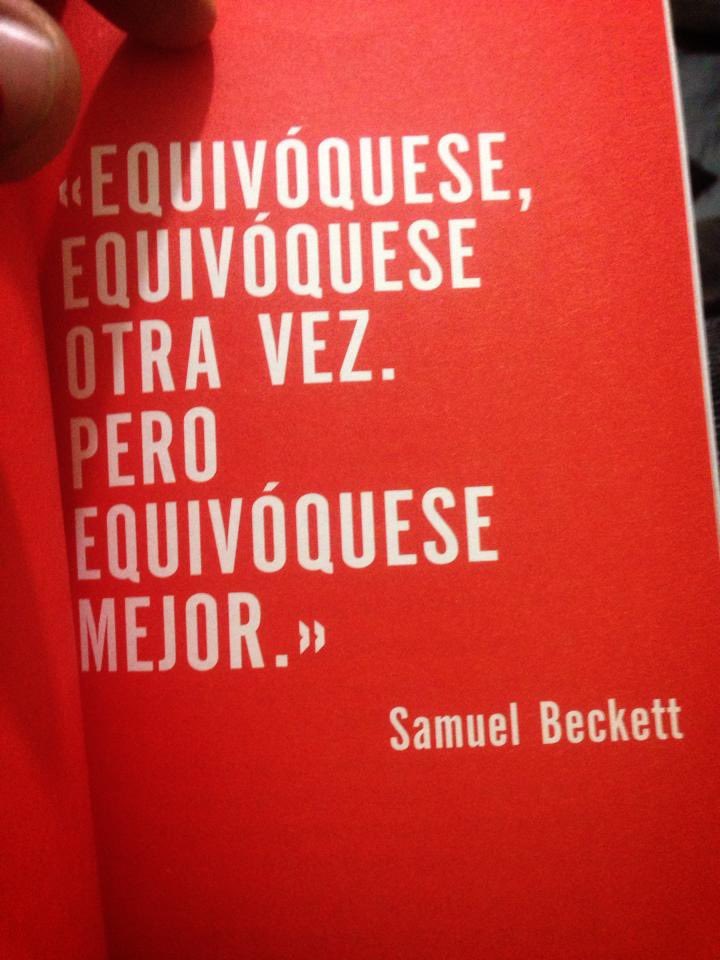 «EQUIVÓQUESE,
EQUIVÓQUESE
OTRA VEZ.
PERO
EQUIVÓQUESE
MEJOR.»
Samuel Beckett